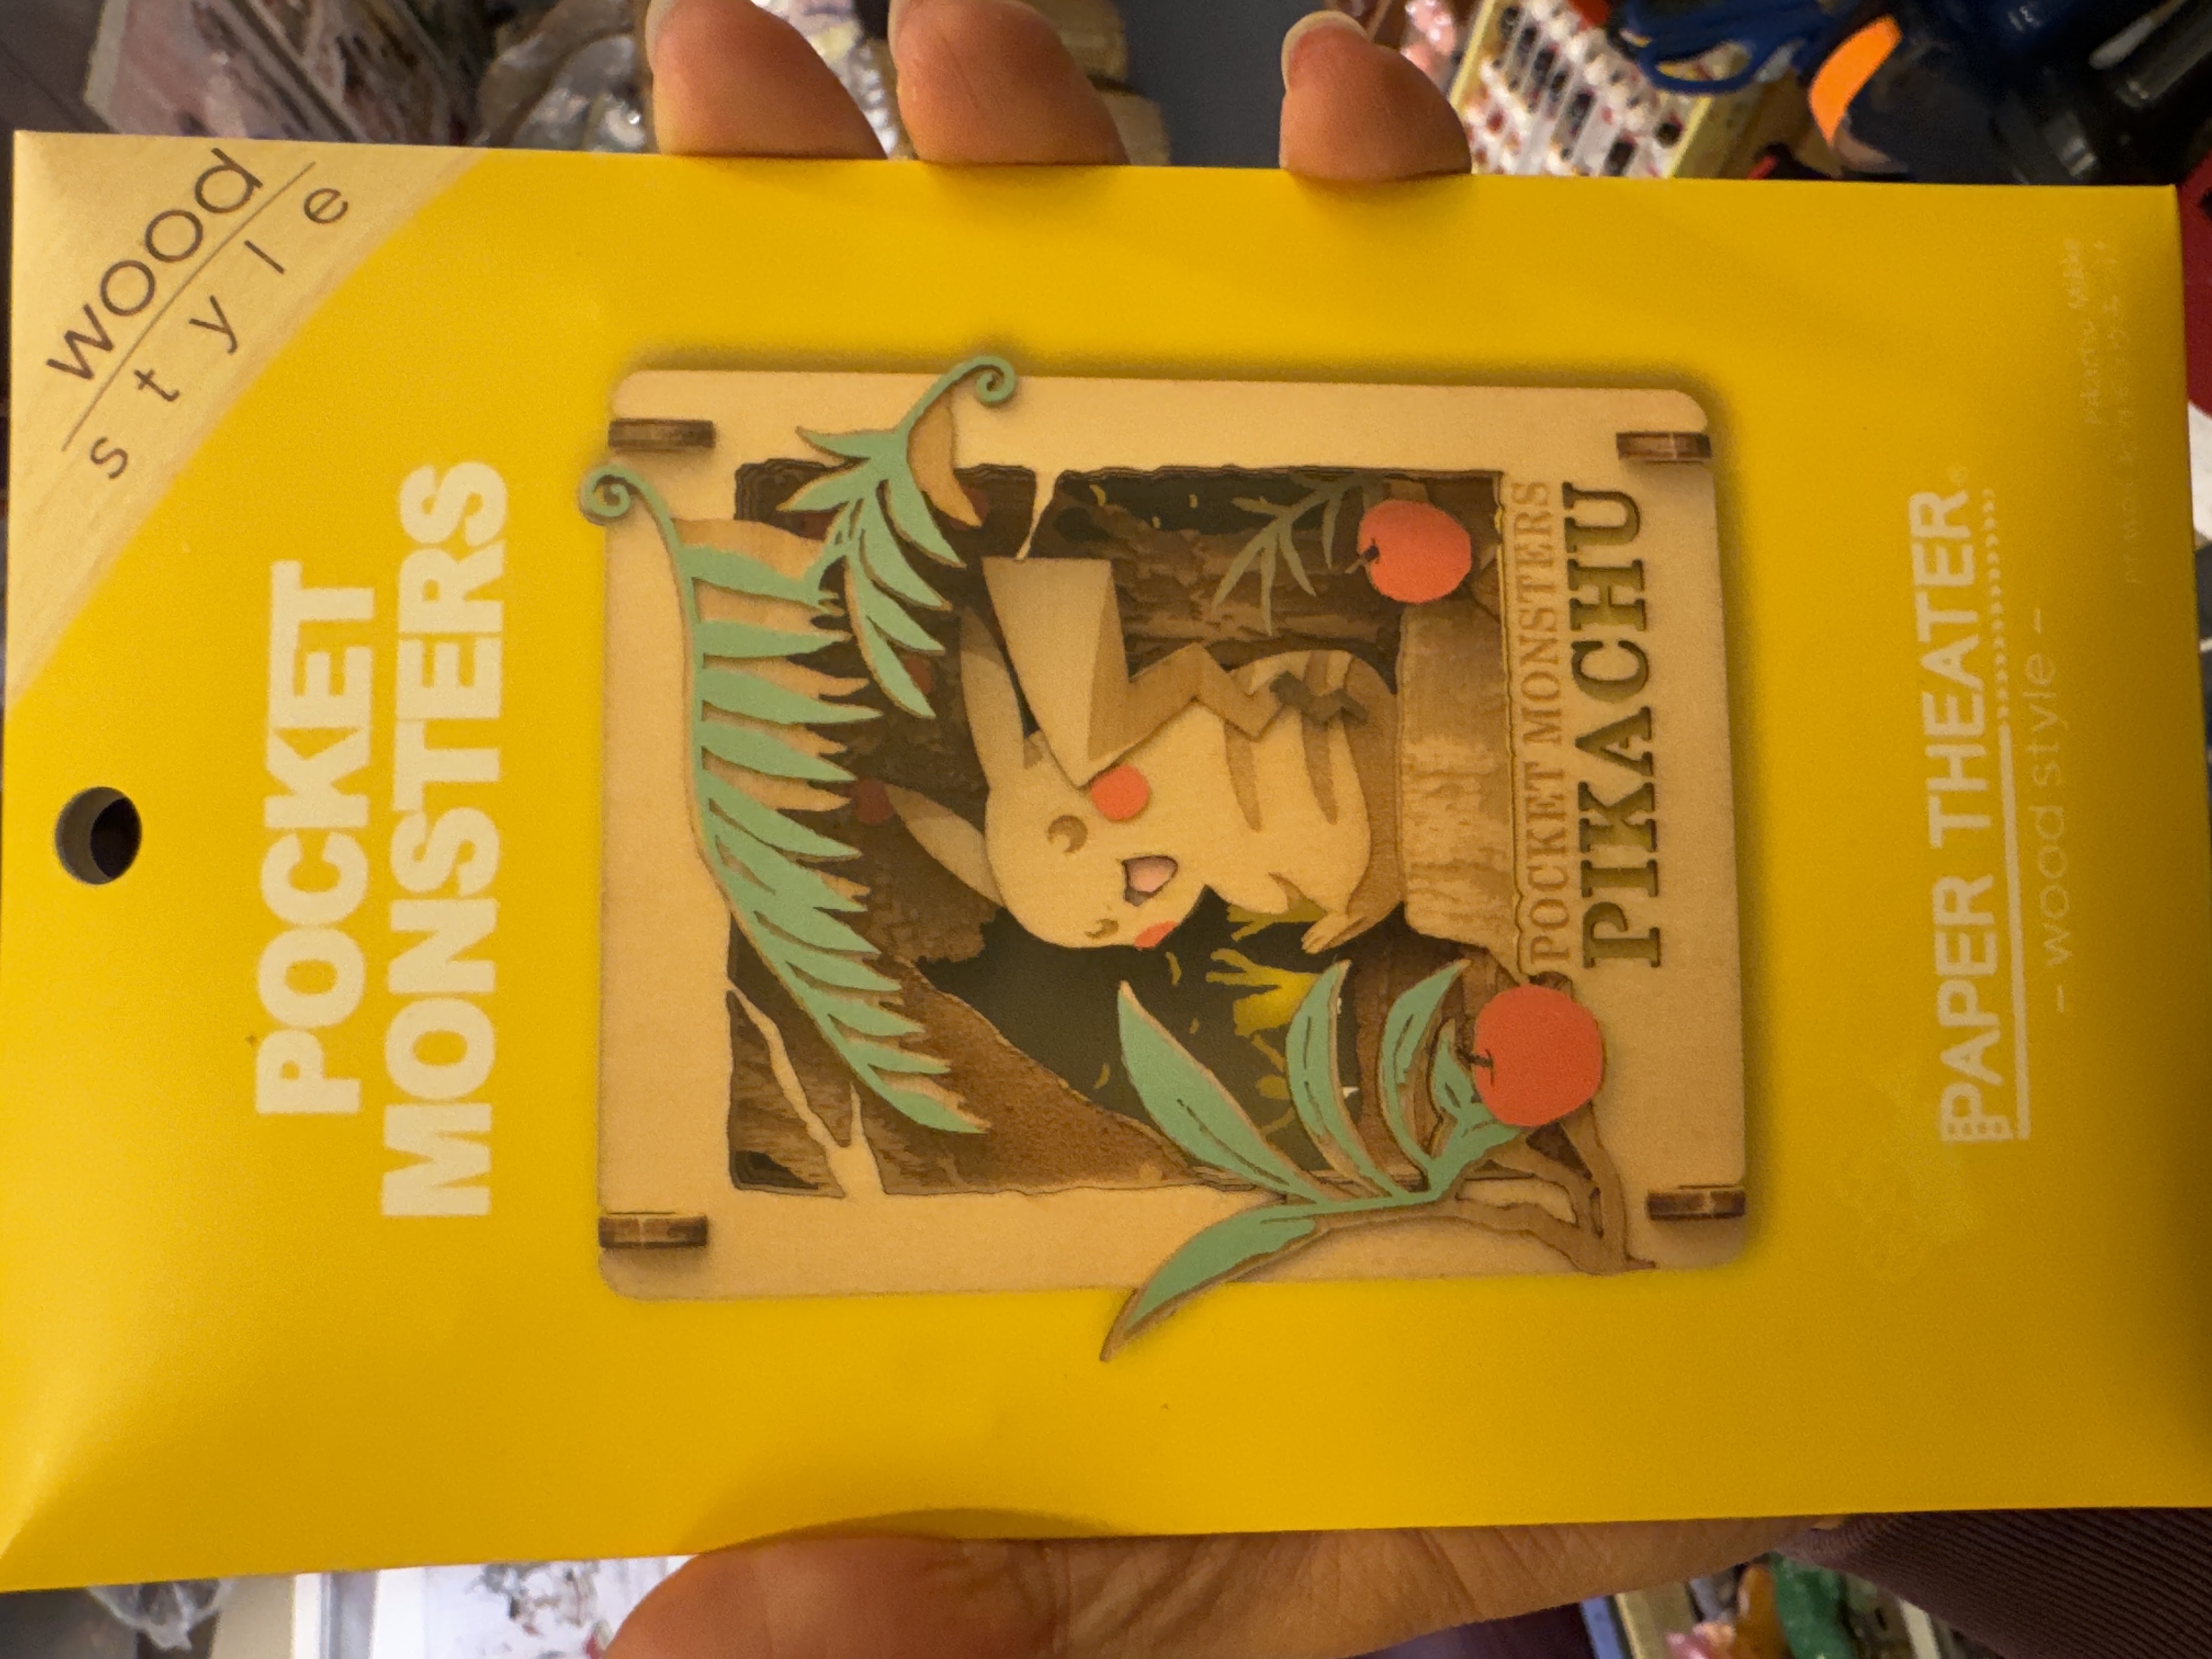 wood
style
POCKET
MONSTERS
POCKET MONSTERS
PIKACHU
PAPER THEATER®
– wood style –